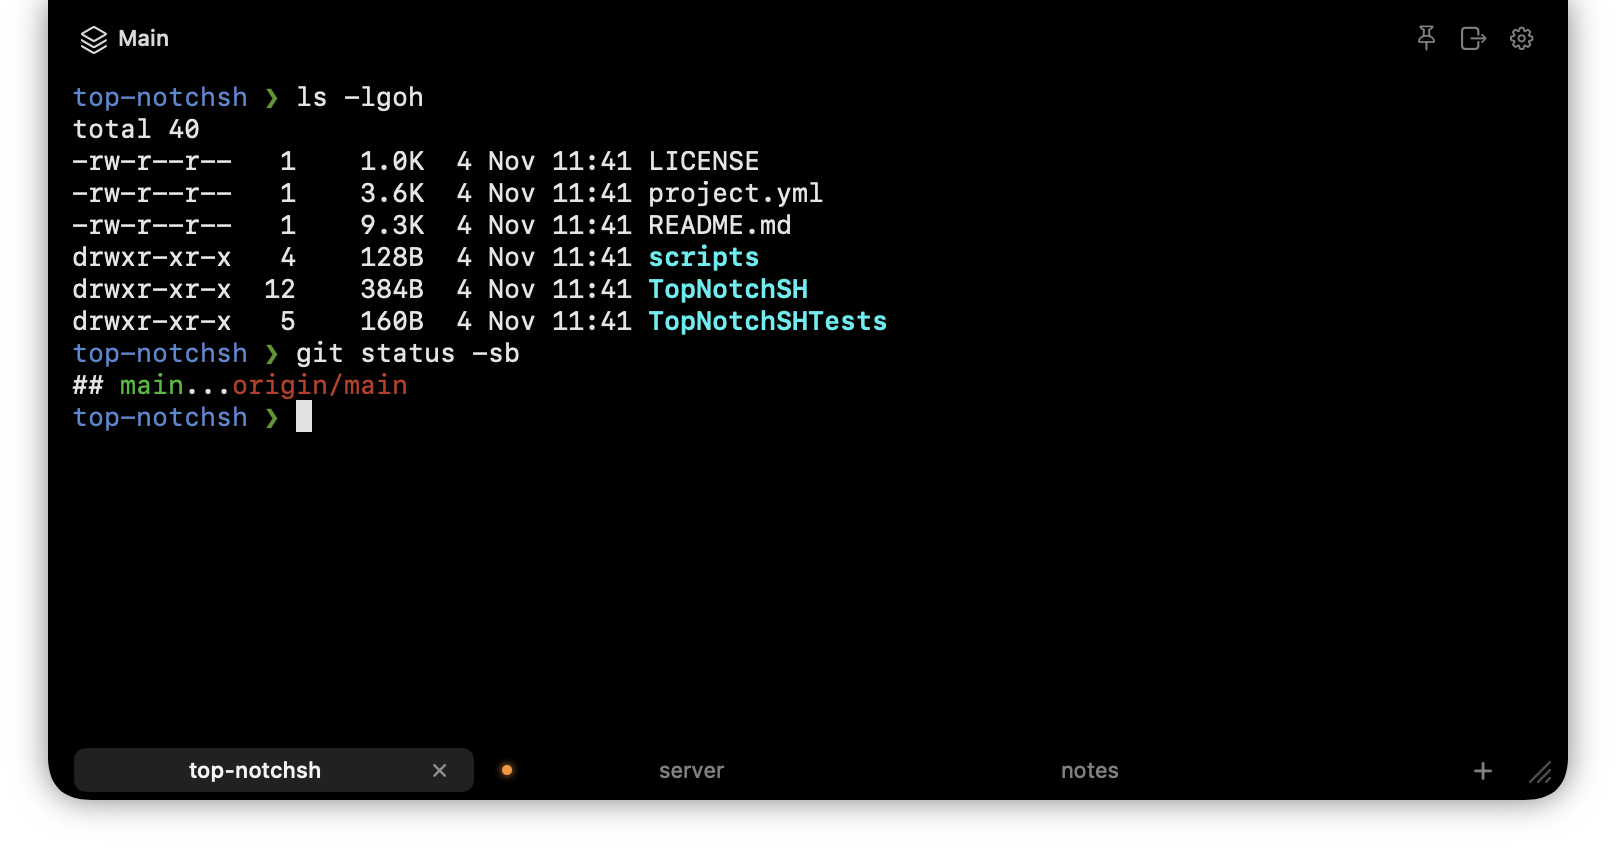 Main
top-notchsh ❯ ls -lgoh
total 40
-rw-r--r--   1    1.0K  4 Nov 11:41 LICENSE
-rw-r--r--   1    3.6K  4 Nov 11:41 project.yml
-rw-r--r--   1    9.3K  4 Nov 11:41 README.md
drwxr-xr-x   4    128B  4 Nov 11:41 scripts
drwxr-xr-x  12    384B  4 Nov 11:41 TopNotchSH
drwxr-xr-x   5    160B  4 Nov 11:41 TopNotchSHTests
top-notchsh ❯ git status -sb
## main...origin/main
top-notchsh ❯
top-notchsh server notes